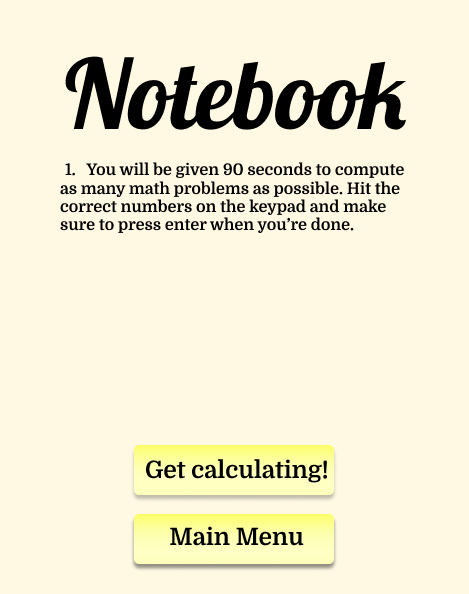 Notebook
1. You will be given 90 seconds to compute
as many math problems as possible. Hit the
correct numbers on the keypad and make
sure to press enter when you’re done.
Get calculating!
Main Menu